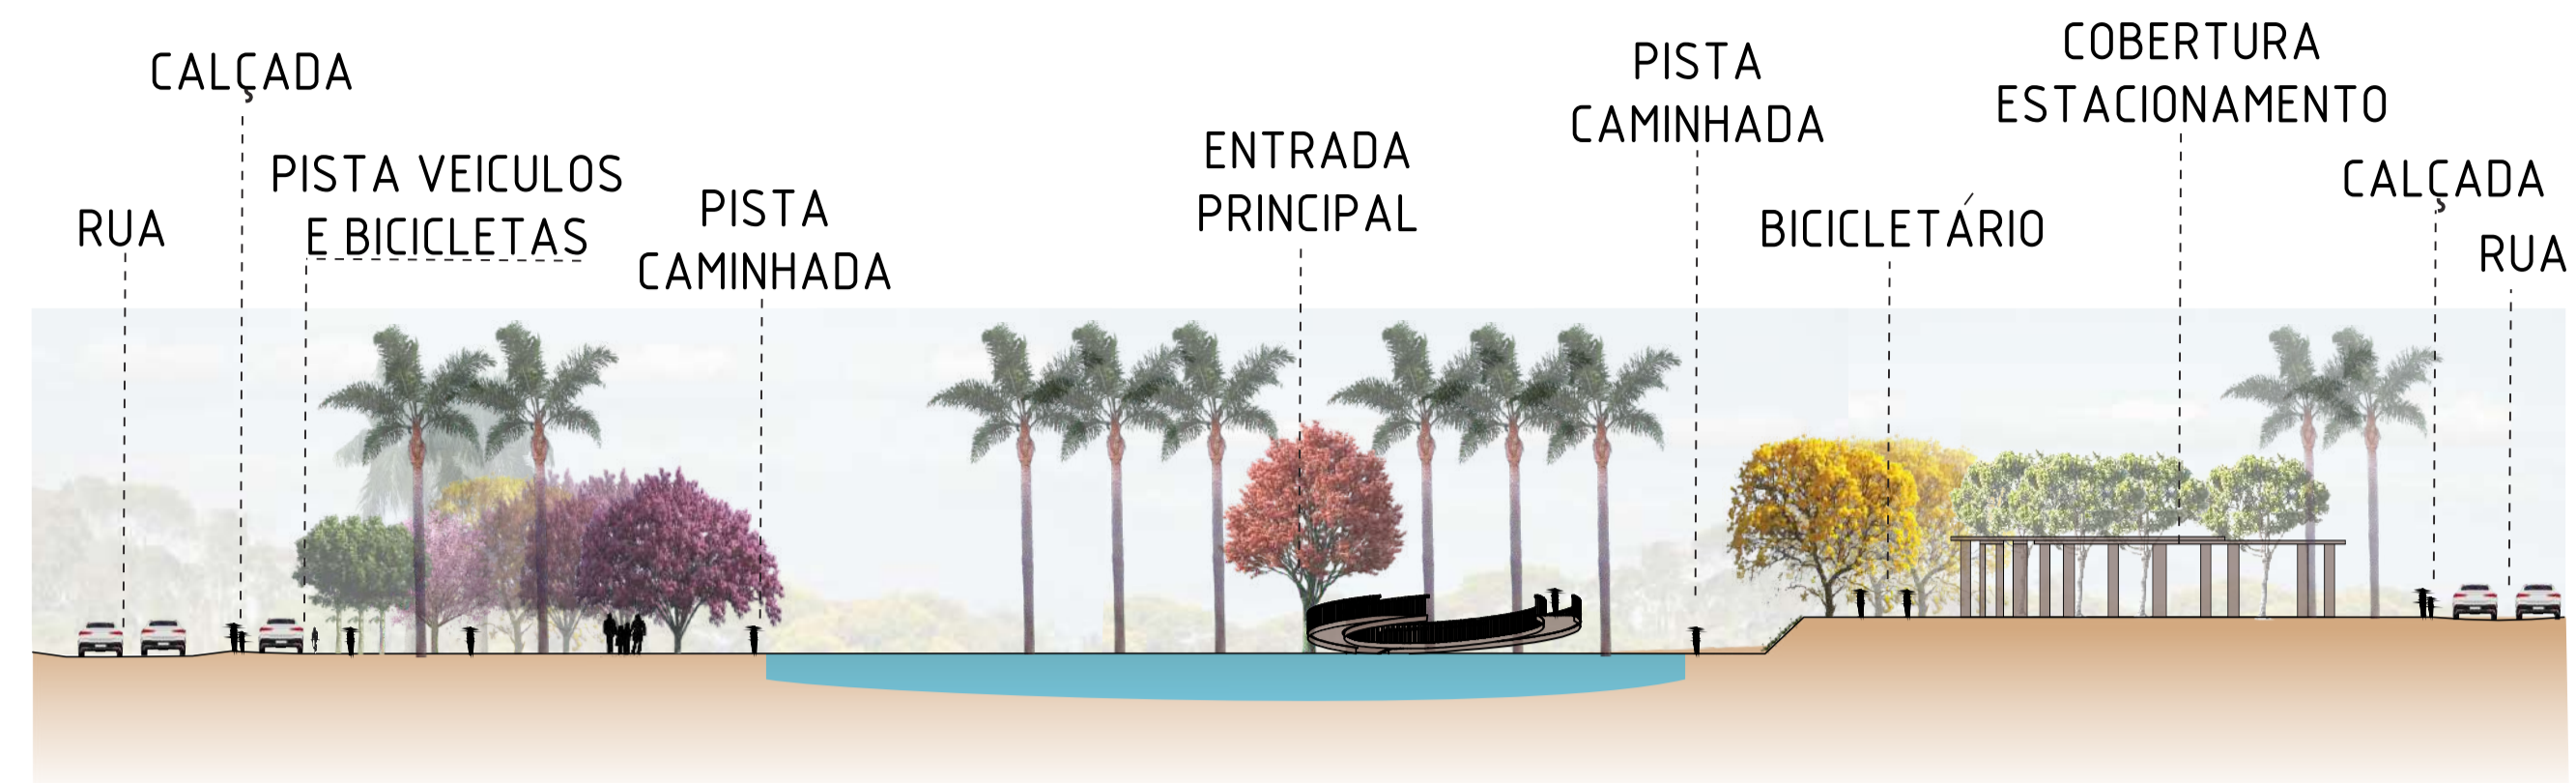 RUA
CALÇADA
PISTA VEICULOS
E BICICLETAS
PISTA
CAMINHADA
ENTRADA
PRINCIPAL
PISTA
CAMINHADA
BICICLETÁRIO
COBERTURA
ESTACIONAMENTO
CALÇADA
RUA